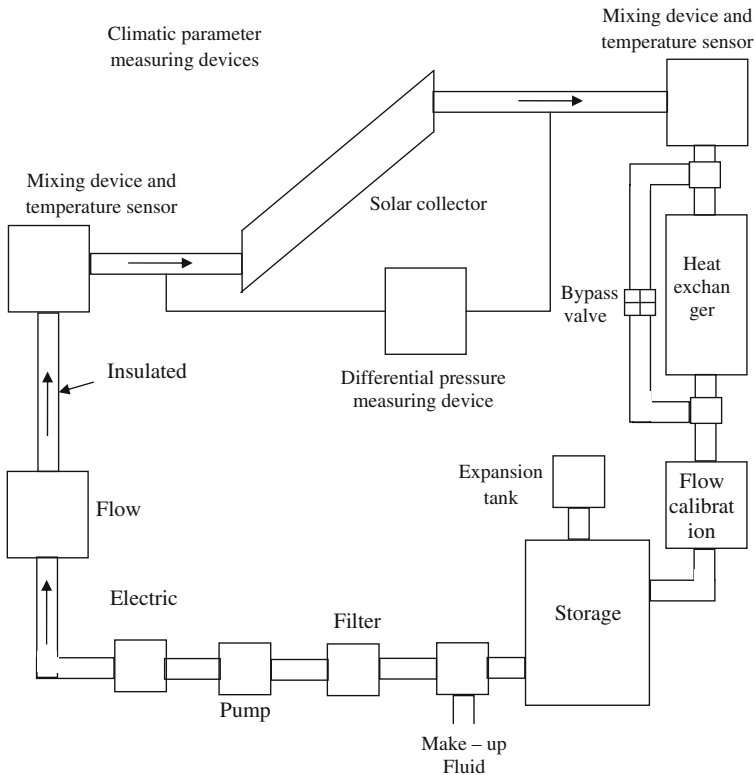 Climatic parameter
measuring devices
Mixing device and
temperature sensor
Mixing device and
temperature sensor
Solar collector
Heat
exchan
ger
Bypass
valve
Insulated
Differential pressure
measuring device
Expansion
tank
Flow
calibrat
ion
Flow
Electric
Filter
Storage
Pump
Make – up
Fluid